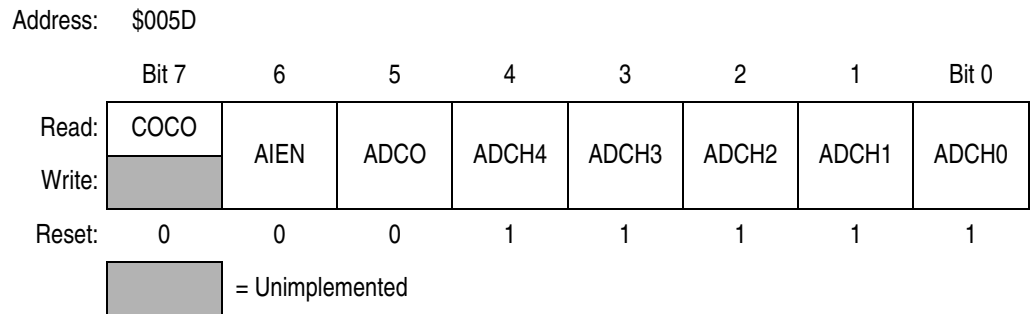 Address: $005D
Bit 7 6 5 4 3 2 1 Bit 0
Read: COCO
AIEN ADCO ADCH4 ADCH3 ADCH2 ADCH1 ADCH0
Write:
Reset: 0 0 0 1 1 1 1 1
= Unimplemented